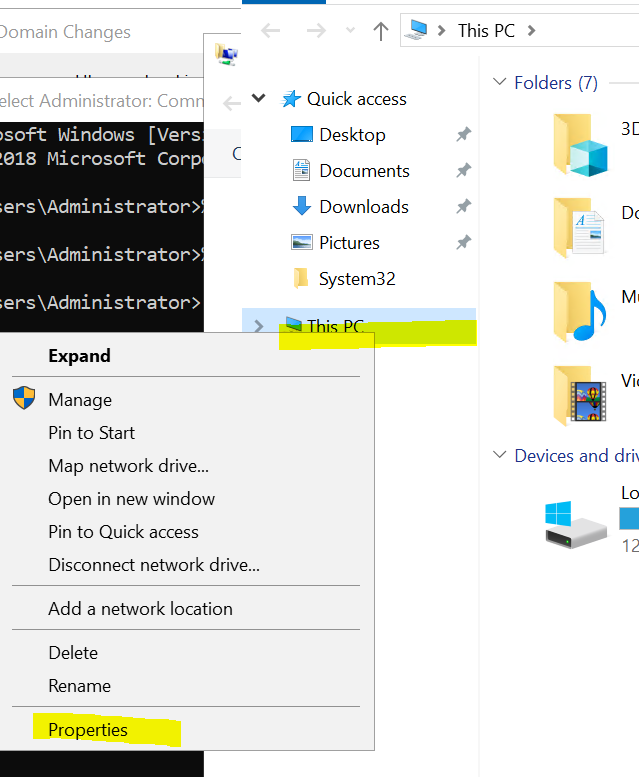 Domain Changes
elect Administrator: Comm
osoft Windows [Versi
2018 Microsoft Corpo
sers\Administrator>%
sers\Administrator>%
sers\Administrator>
This PC
Quick access
Desktop
Documents
Downloads
Pictures
System32
This PC
Expand
Manage
Pin to Start
Map network drive...
Open in new window
Pin to Quick access
Disconnect network drive...
Add a network location
Delete
Rename
Properties
Folders (7)
3D
Do
Mu
Vid
Devices and driv
Lo
12